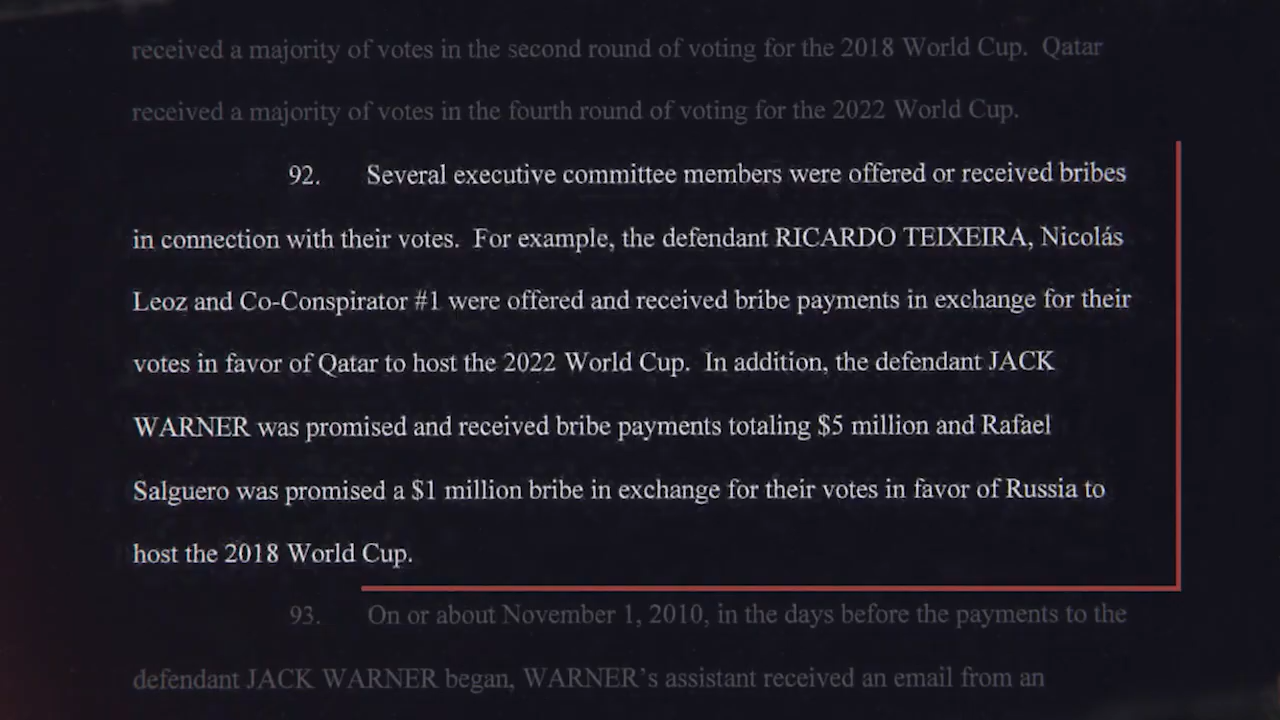 received a majority of votes in the second round of voting for the 2018 World Cup.  Qatar
received a majority of votes in the fourth round of voting for the 2022 World Cup.
92. Several executive committee members were offered or received bribes
in connection with their votes.  For example, the defendant RICARDO TEIXEIRA, Nicolás
Leoz and Co-Conspirator #1 were offered and received bribe payments in exchange for their
votes in favor of Qatar to host the 2022 World Cup.  In addition, the defendant JACK
WARNER was promised and received bribe payments totaling $5 million and Rafael
Salguero was promised a $1 million bribe in exchange for their votes in favor of Russia to
host the 2018 World Cup.
93. On or about November 1, 2010, in the days before the payments to the
defendant JACK WARNER began, WARNER's assistant received an email from an